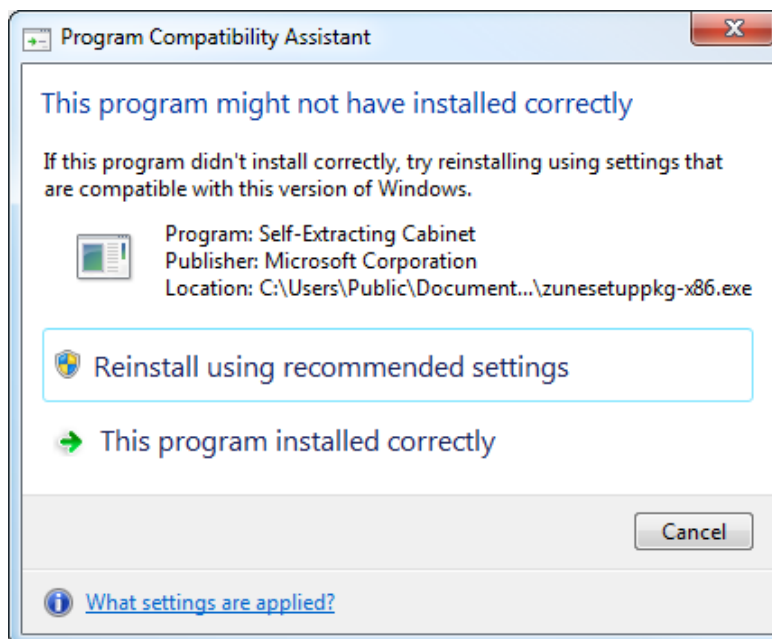 Program Compatibility Assistant
This program might not have installed correctly
If this program didn't install correctly, try reinstalling using settings that
are compatible with this version of Windows.
Program: Self-Extracting Cabinet
Publisher: Microsoft Corporation
Location: C:\Users\Public\Document...\zunesetuppkg-x86.exe
Reinstall using recommended settings
This program installed correctly
Cancel
What settings are applied?